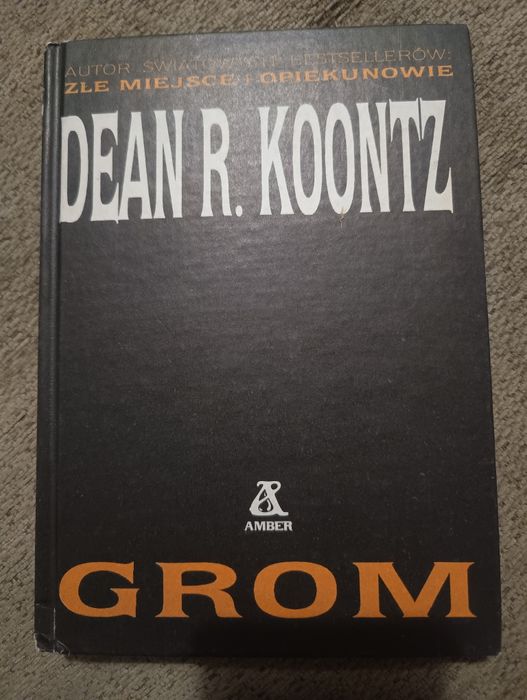 AUTOR ŚWIATOWYCH BESTSELLERÓW:
ZŁE MIEJSCE I OPIEKUNOWIE
DEAN R. KOONTZ
AMBER
GROM